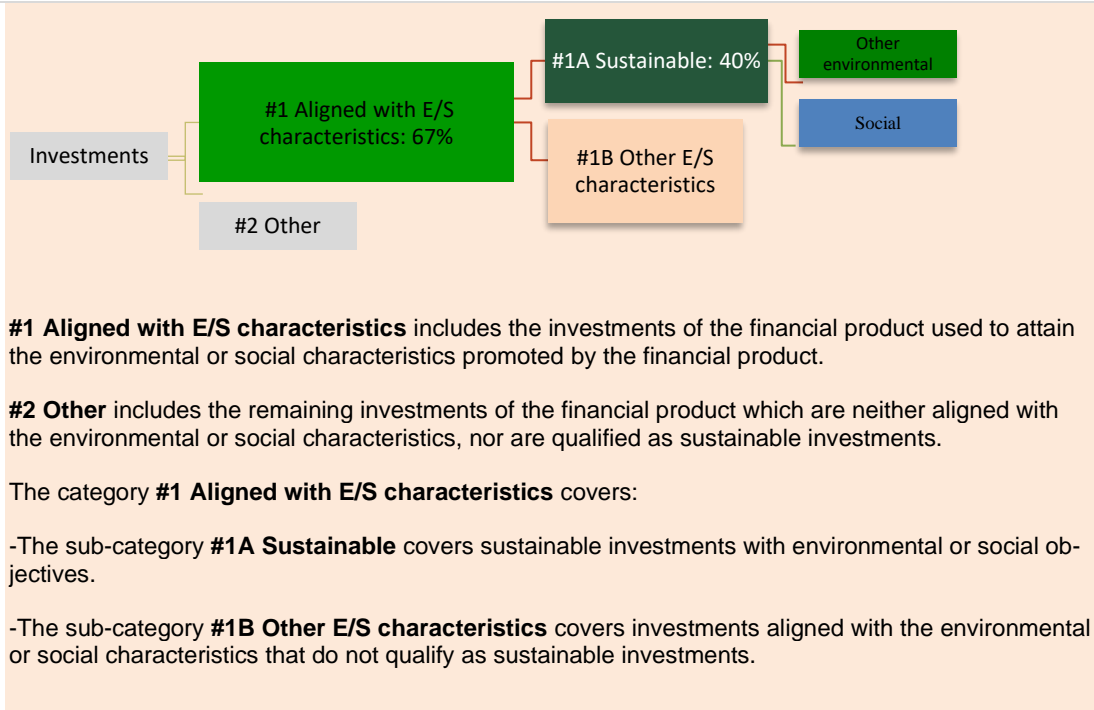 Investments
#1 Aligned with E/S
characteristics: 67%
#2 Other
#1A Sustainable: 40%
#1B Other E/S
characteristics
Other
environmental
Social
#1 Aligned with E/S characteristics includes the investments of the financial product used to attain
the environmental or social characteristics promoted by the financial product.
#2 Other includes the remaining investments of the financial product which are neither aligned with
the environmental or social characteristics, nor are qualified as sustainable investments.
The category #1 Aligned with E/S characteristics covers:
-The sub-category #1A Sustainable covers sustainable investments with environmental or social ob-
jectives.
-The sub-category #1B Other E/S characteristics covers investments aligned with the environmental
or social characteristics that do not qualify as sustainable investments.